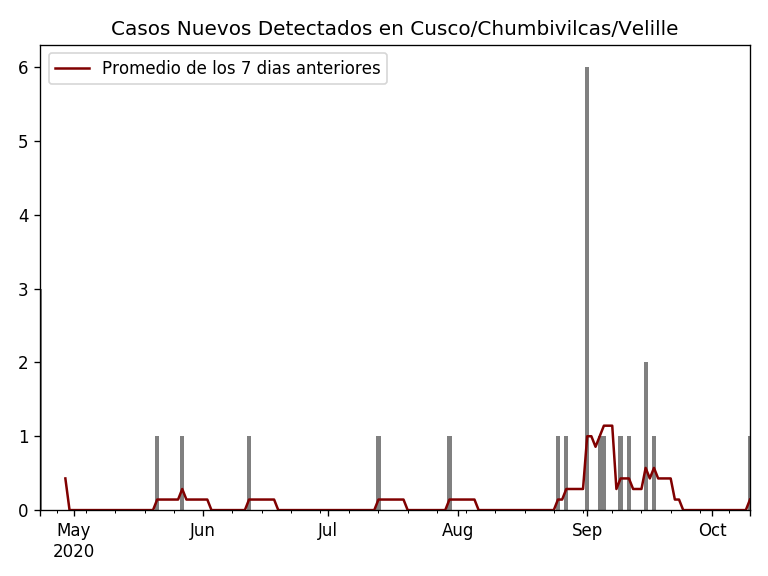 Casos Nuevos Detectados en Cusco/Chumbivilcas/Velille
Promedio de los 7 dias anteriores
6
5
4
3
2
1
0
May Jun Jul Aug Sep Oct
2020